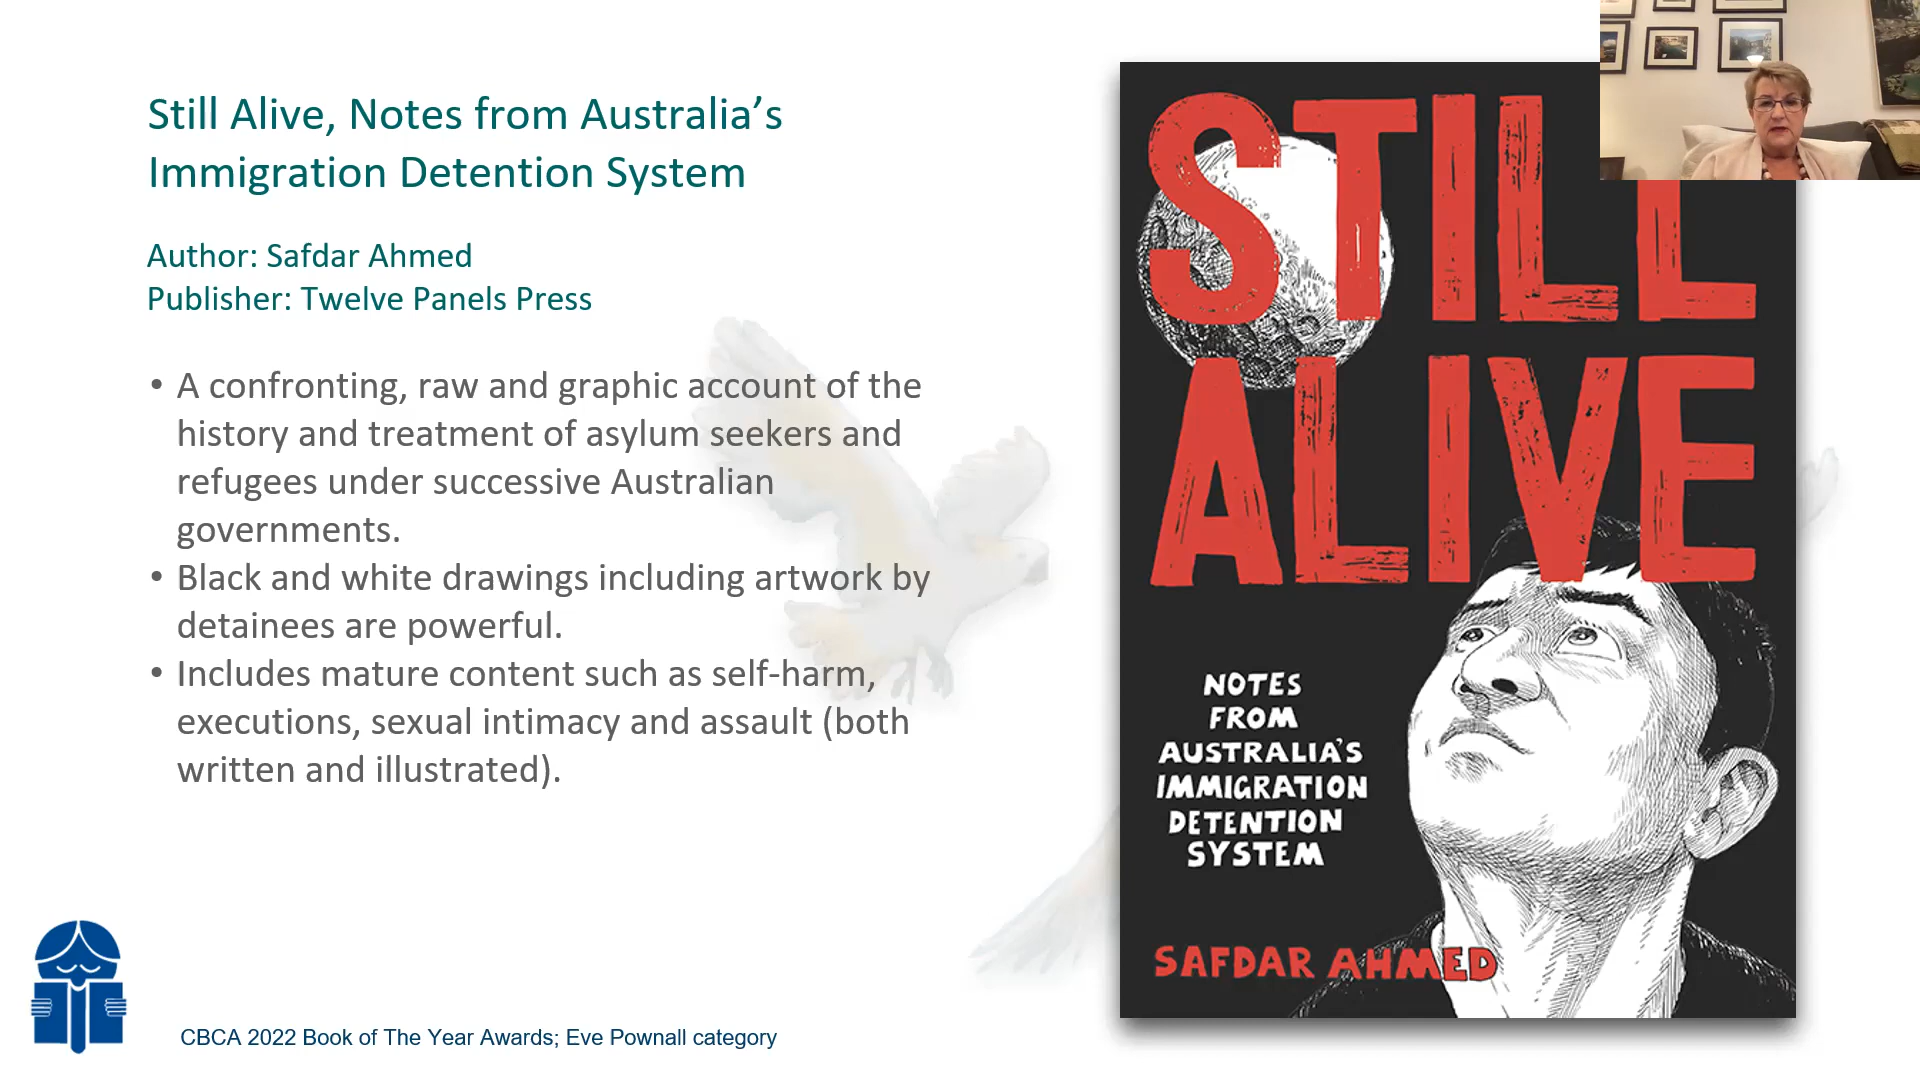 Still Alive, Notes from Australia’s
Immigration Detention System
Author: Safdar Ahmed
Publisher: Twelve Panels Press
• A confronting, raw and graphic account of the
history and treatment of asylum seekers and
refugees under successive Australian
governments.
• Black and white drawings including artwork by
detainees are powerful.
• Includes mature content such as self-harm,
executions, sexual intimacy and assault (both
written and illustrated).
CBCA 2022 Book of The Year Awards; Eve Pownall category
STILL
ALIVE
NOTES
FROM
AUSTRALIA'S
IMMIGRATION
DETENTION
SYSTEM
SAFDAR AHMED